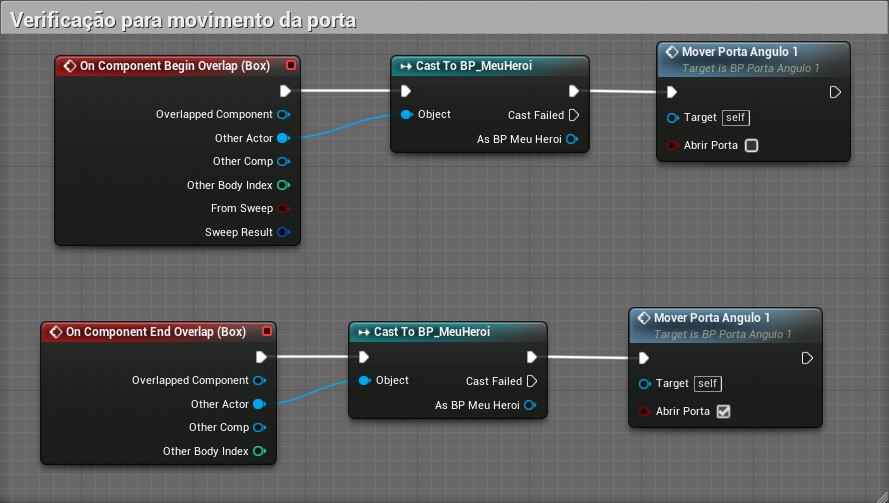 Verificação para movimento da porta
On Component Begin Overlap (Box)
Overlapped Component
Other Actor
Other Comp
Other Body Index
From Sweep
Sweep Result
Cast To BP_MeuHeroi
Object
Cast Failed
As BP Meu Heroi
Mover Porta Angulo 1
Target is BP Porta Angulo 1
Target self
Abrir Porta
On Component End Overlap (Box)
Overlapped Component
Other Actor
Other Comp
Other Body Index
Cast To BP_MeuHeroi
Object
Cast Failed
As BP Meu Heroi
Mover Porta Angulo 1
Target is BP Porta Angulo 1
Target self
Abrir Porta